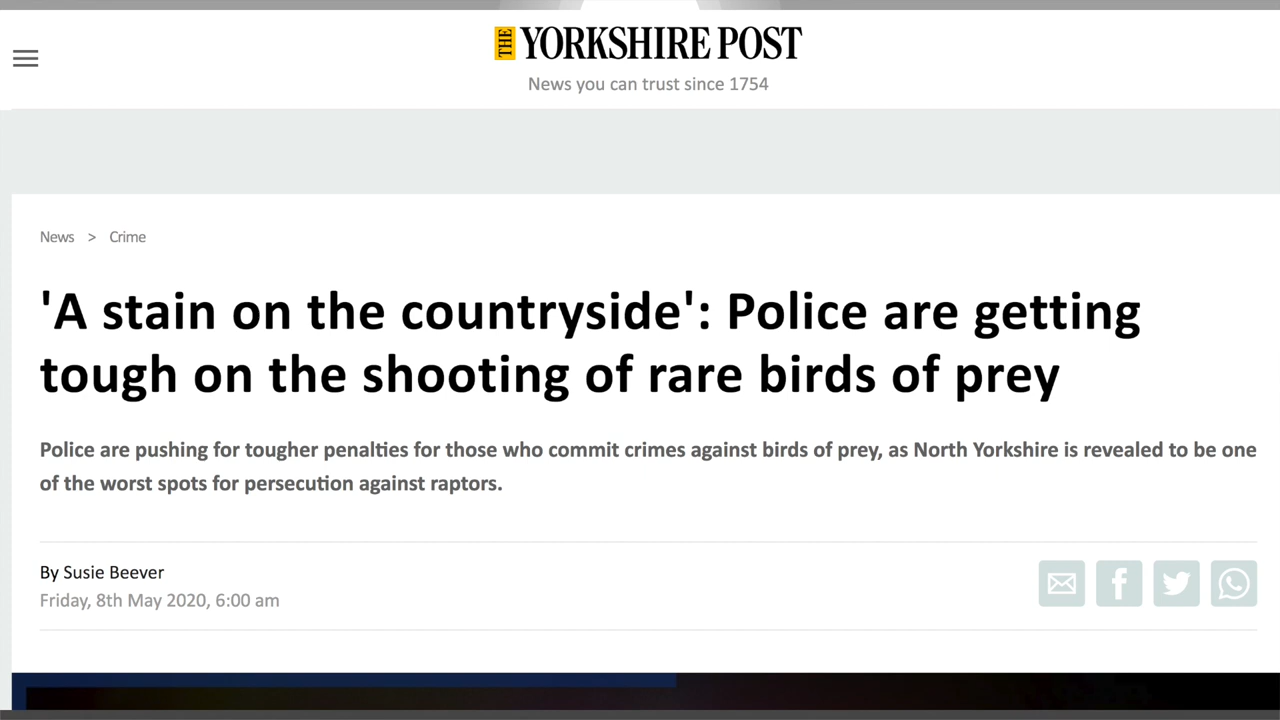 THE YORKSHIRE POST
News you can trust since 1754
News > Crime
'A stain on the countryside': Police are getting
tough on the shooting of rare birds of prey
Police are pushing for tougher penalties for those who commit crimes against birds of prey, as North Yorkshire is revealed to be one
of the worst spots for persecution against raptors.
By Susie Beever
Friday, 8th May 2020, 6:00 am